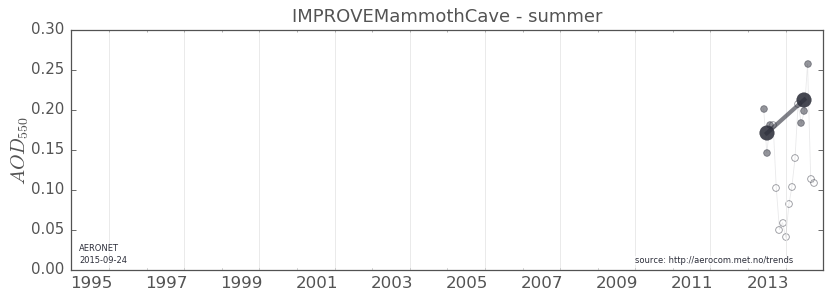 IMPROVEMammothCave - summer
0.30
0.25
0.20
0.15
0.10
0.05
0.00
AOD550
AERONET
2015-09-24
source: http://aerocom.met.no/trends
1995 1997 1999 2001 2003 2005 2007 2009 2011 2013